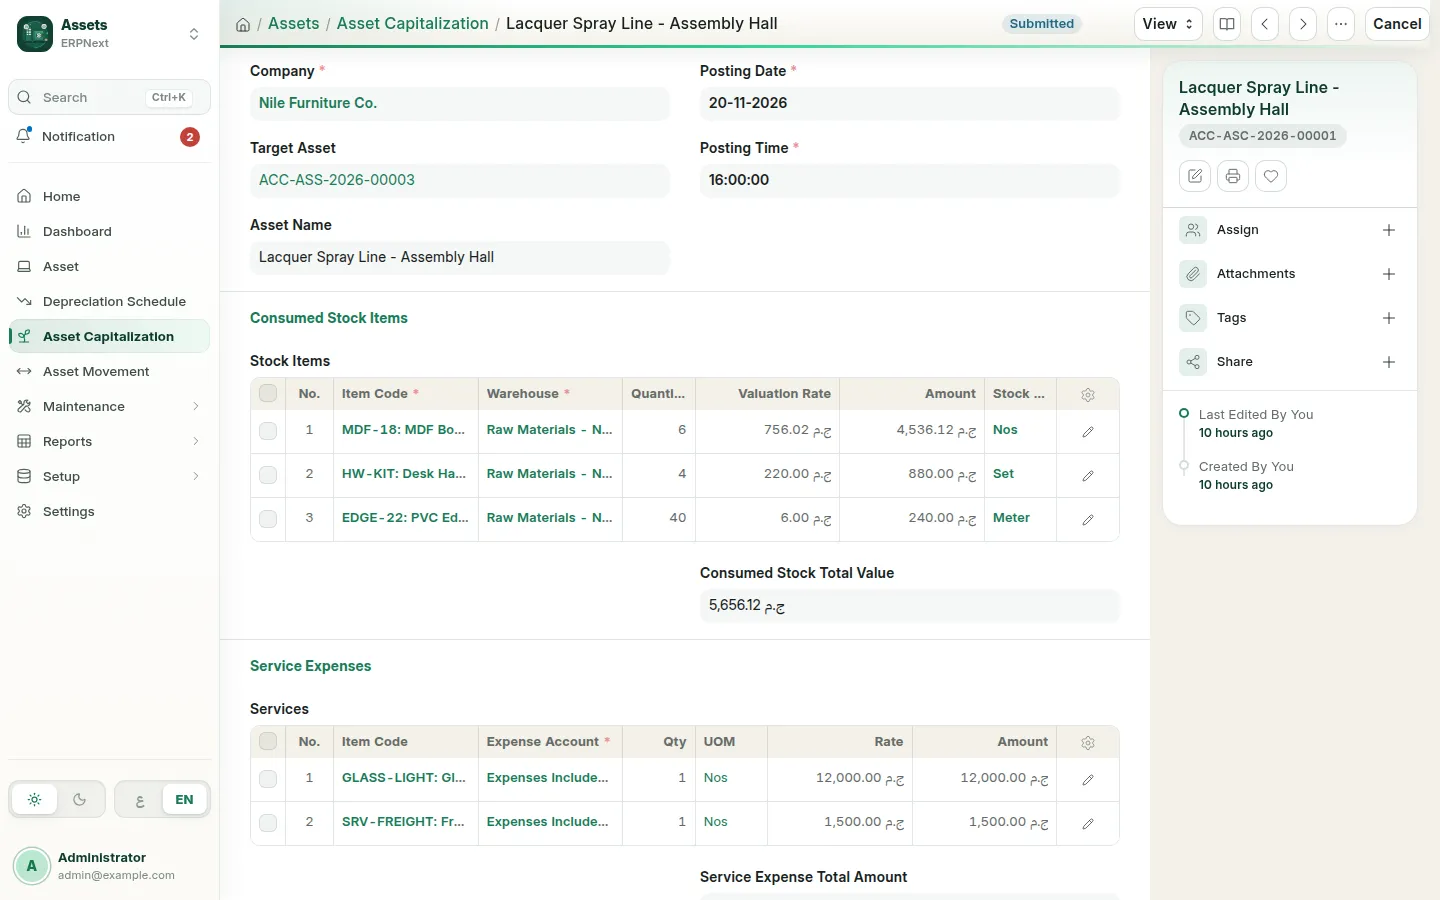 Assets
ERPNext
Search Ctrl+K
Notification 2
Home
Dashboard
Asset
Depreciation Schedule
Asset Capitalization
Asset Movement
Maintenance
Reports
Setup
Settings
ع EN
A Administrator
admin@example.com
/ Assets / Asset Capitalization / Lacquer Spray Line - Assembly Hall
Submitted
View
Cancel
Company *
Nile Furniture Co.
Posting Date *
20-11-2026
Target Asset
ACC-ASS-2026-00003
Posting Time *
16:00:00
Asset Name
Lacquer Spray Line - Assembly Hall
Consumed Stock Items
Stock Items
No. Item Code * Warehouse * Quanti... Valuation Rate Amount Stock ...
1 MDF-18: MDF Bo... Raw Materials - N... 6 756.02 ج.م 4,536.12 ج.م Nos
2 HW-KIT: Desk Ha... Raw Materials - N... 4 220.00 ج.م 880.00 ج.م Set
3 EDGE-22: PVC Ed... Raw Materials - N... 40 6.00 ج.م 240.00 ج.م Meter
Consumed Stock Total Value
5,656.12 ج.م
Service Expenses
Services
No. Item Code Expense Account * Qty UOM Rate Amount
1 GLASS-LIGHT: Gl... Expenses Include... 1 Nos 12,000.00 ج.م 12,000.00 ج.م
2 SRV-FREIGHT: Fr... Expenses Include... 1 Nos 1,500.00 ج.م 1,500.00 ج.م
Service Expense Total Amount
Lacquer Spray Line -
Assembly Hall
ACC-ASC-2026-00001
Assign
Attachments
Tags
Share
Last Edited By You
10 hours ago
Created By You
10 hours ago